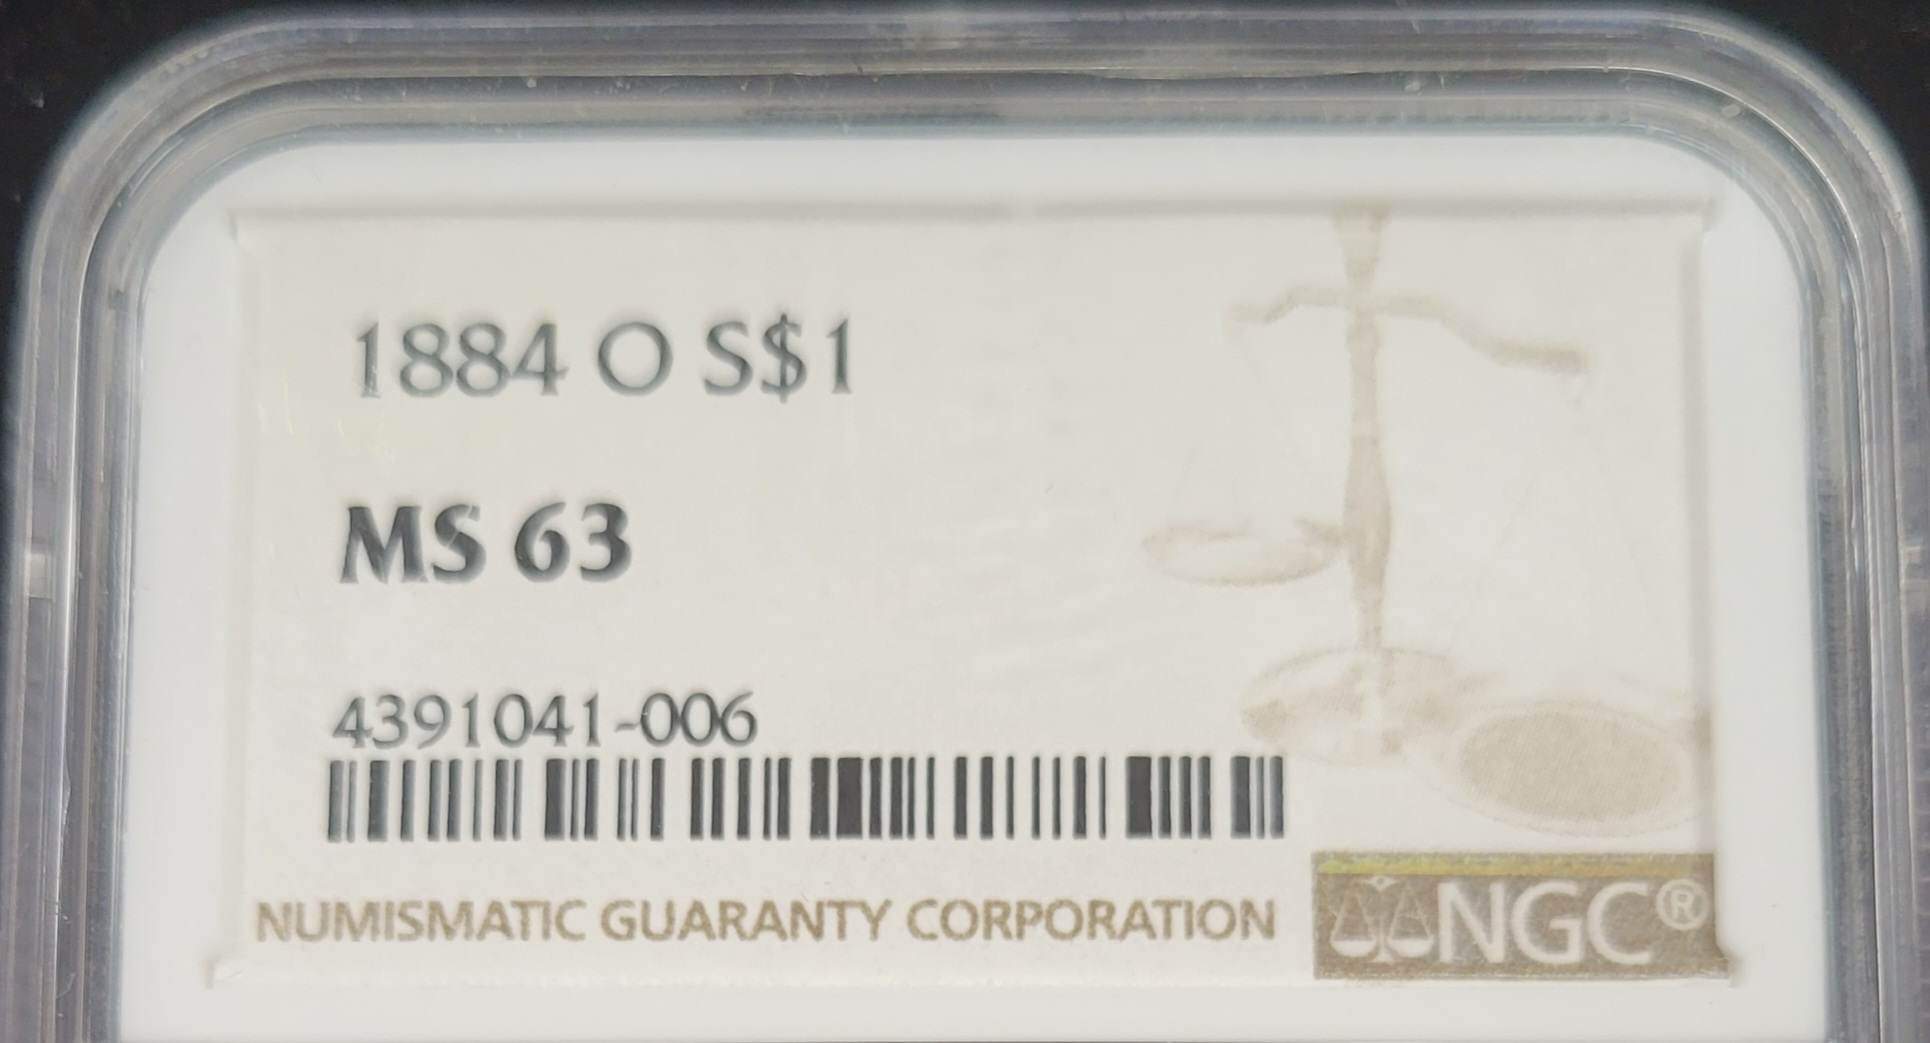 1884 O S$1
MS 63
4391041-006
NUMISMATIC GUARANTY CORPORATION
NGC®